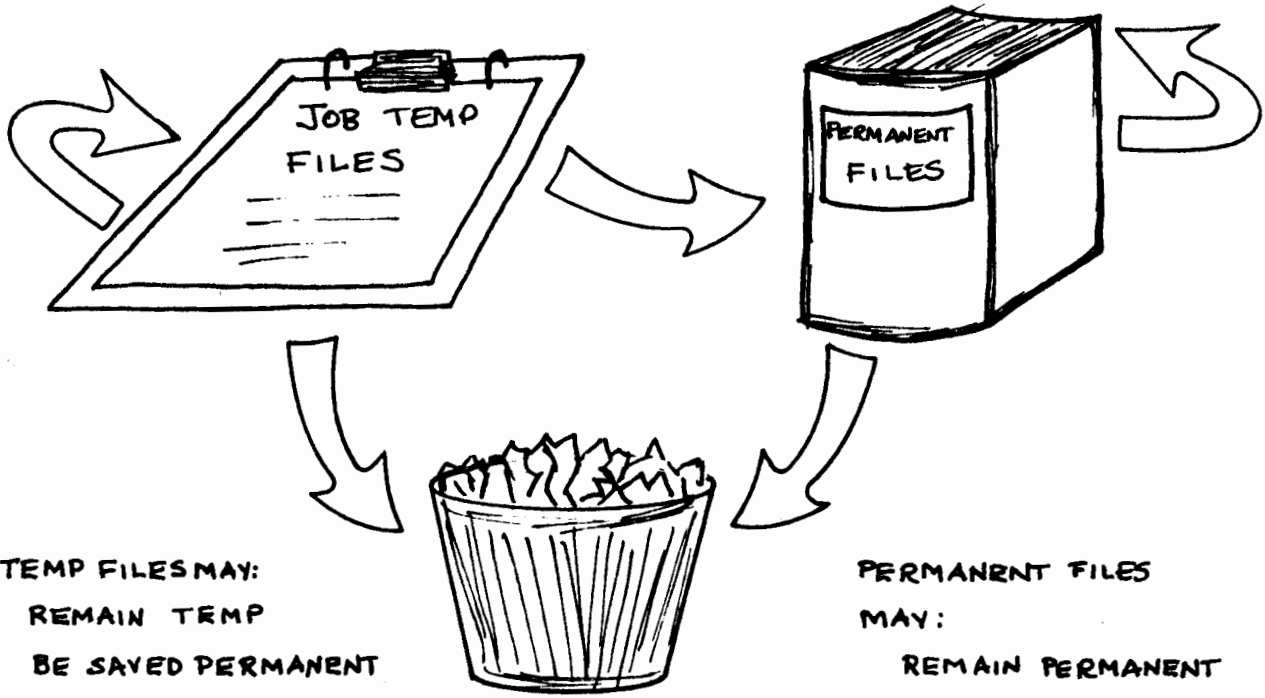 JOB TEMP
FILES
PERMANENT
FILES
TEMP FILES MAY:
REMAIN TEMP
BE SAVED PERMANENT
PERMANENT FILES
MAY:
REMAIN PERMANENT